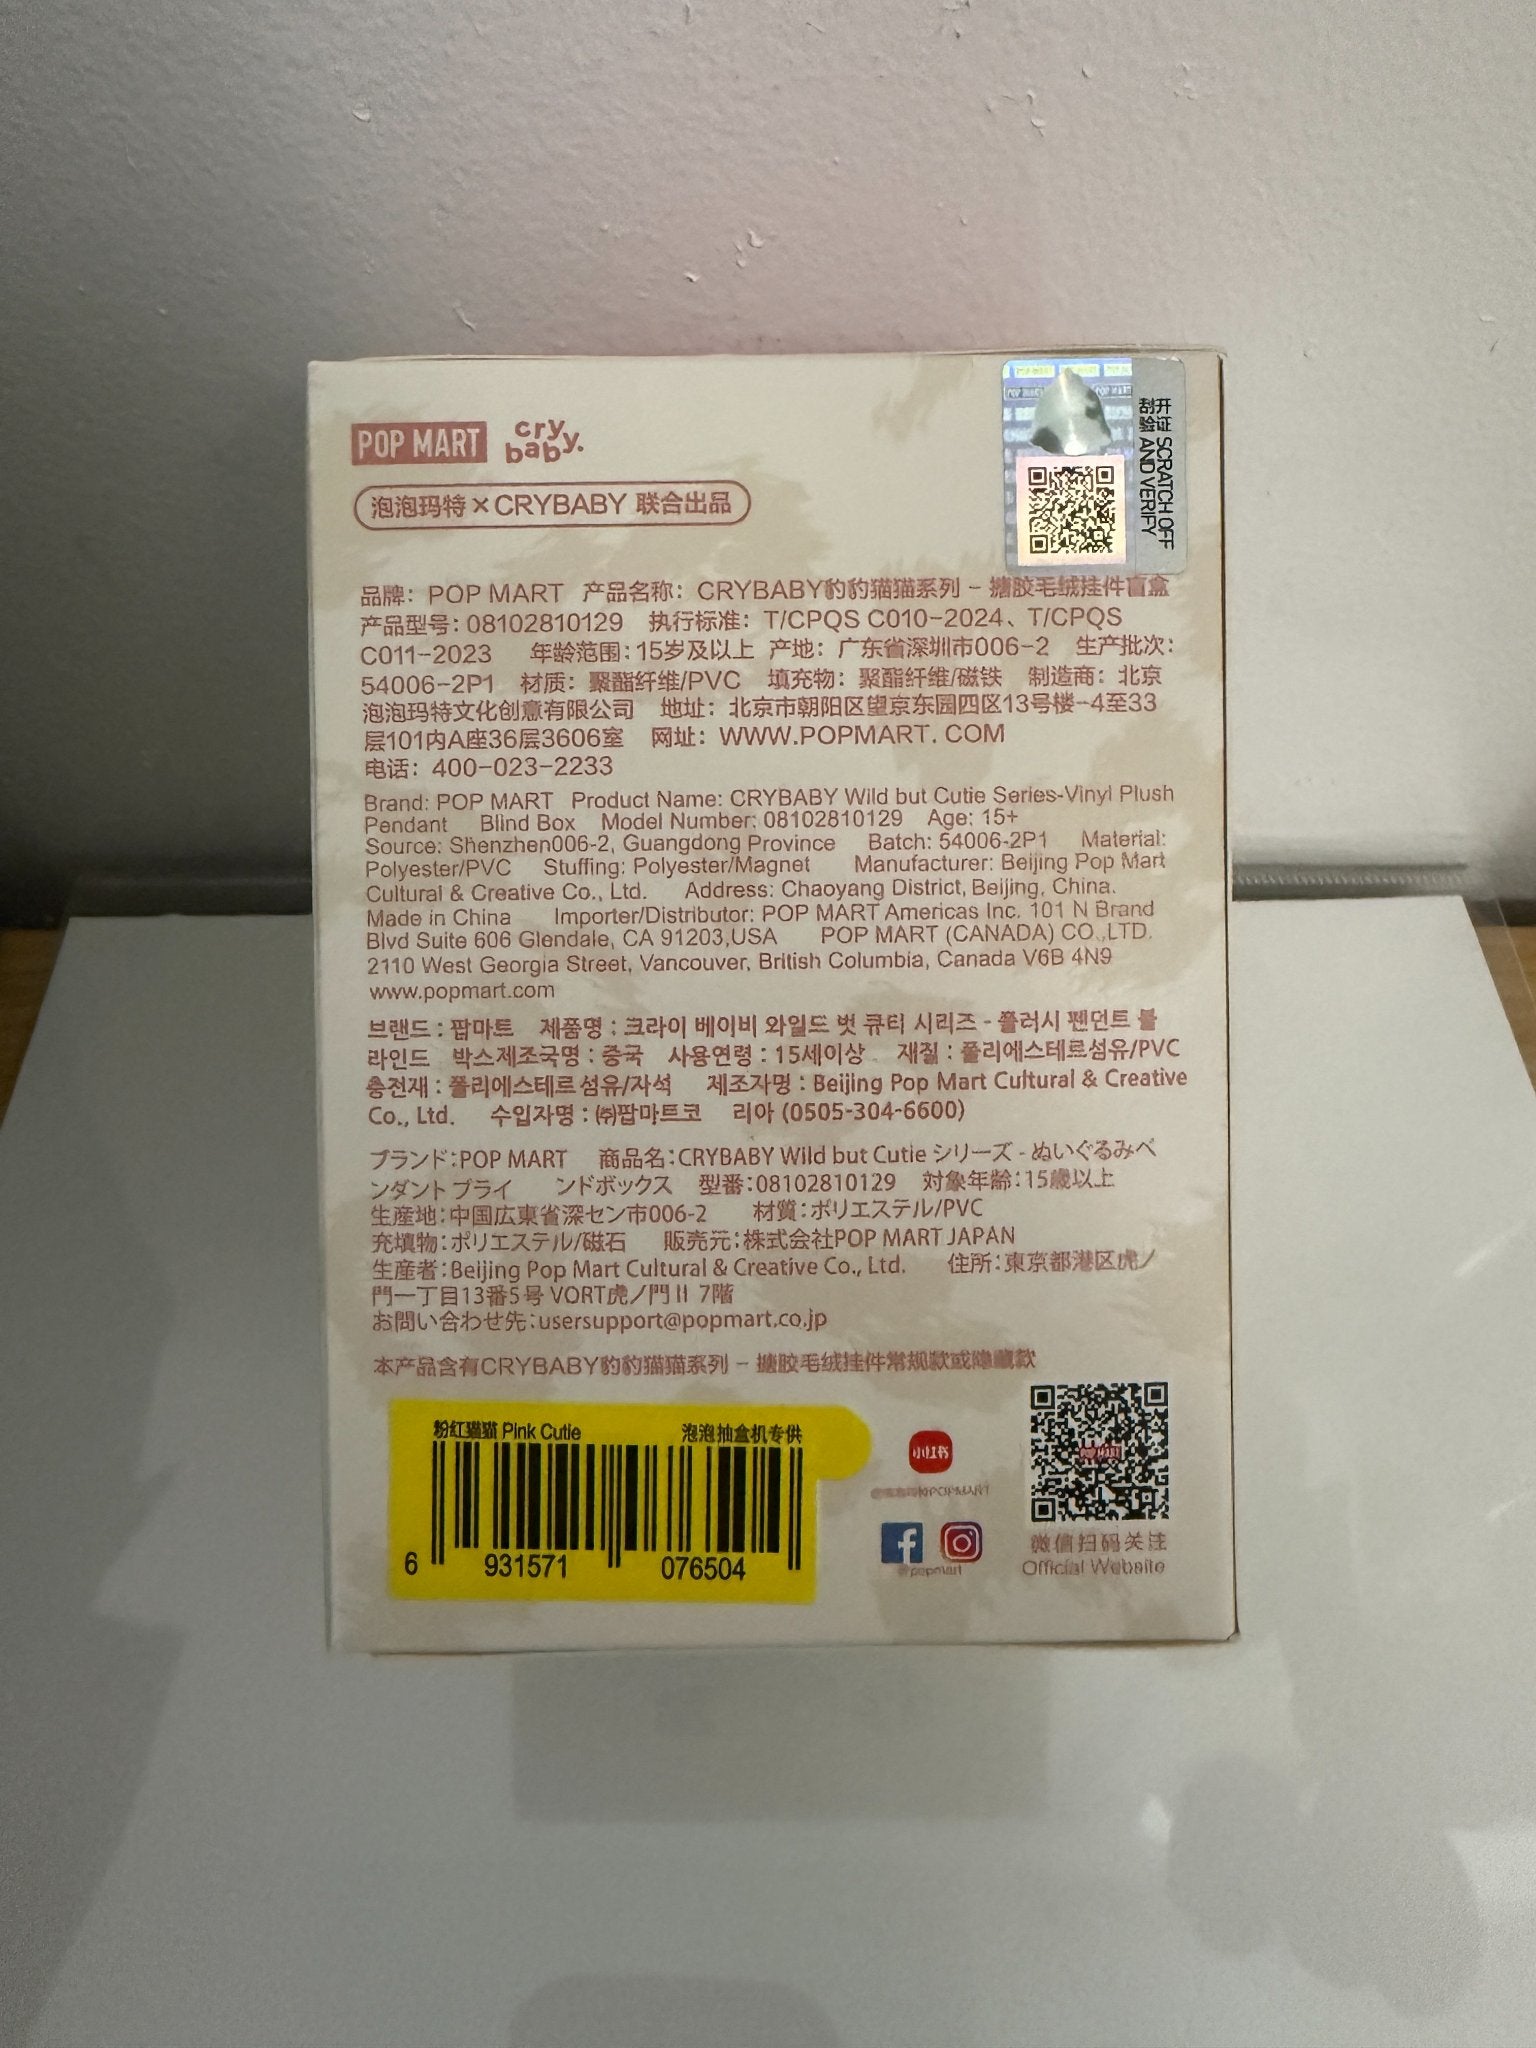 POP MART cry baby.
泡泡玛特×CRYBABY 联合出品
开 刮
证 验
SCRATCH OFF
AND VERIFY
品牌：POP MART 产品名称：CRYBABY豹豹猫猫系列 - 搪胶毛绒挂件盲盒
产品型号：08102810129 执行标准：T/CPQS C010-2024、T/CPQS
C011-2023 年龄范围：15岁及以上 产地：广东省深圳市006-2 生产批次：
54006-2P1 材质：聚酯纤维/PVC 填充物：聚酯纤维/磁铁 制造商：北京
泡泡玛特文化创意有限公司 地址：北京市朝阳区望京东园四区13号楼-4至33
层101内A座36层3606室 网址：WWW.POPMART. COM
电话：400-023-2233
Brand: POP MART Product Name: CRYBABY Wild but Cutie Series-Vinyl Plush
Pendant Blind Box Model Number: 08102810129 Age: 15+
Source: Shenzhen006-2, Guangdong Province Batch: 54006-2P1 Material:
Polyester/PVC Stuffing: Polyester/Magnet Manufacturer: Beijing Pop Mart
Cultural & Creative Co., Ltd. Address: Chaoyang District, Beijing, China.
Made in China Importer/Distributor: POP MART Americas Inc. 101 N Brand
Blvd Suite 606 Glendale, CA 91203,USA POP MART (CANADA) CO.,LTD.
2110 West Georgia Street, Vancouver, British Columbia, Canada V6B 4N9
www.popmart.com
브랜드 : 팝마트 제품명 : 크라이 베이비 와일드 벗 큐티 시리즈 - 플러시 펜던트 블
라인드 박스제조국명 : 중국 사용연령 : 15세이상 재질 : 폴리에스테르섬유/PVC
충전재 : 폴리에스테르 섬유/자석 제조자명 : Beijing Pop Mart Cultural & Creative
Co., Ltd. 수입자명 : ㈜팝마트코 리아 (0505-304-6600)
ブランド：POP MART 商品名：CRYBABY Wild but Cutie シリーズ - ぬいぐるみペ
ンダント ブライ ンドボックス 型番：08102810129 対象年齢：15歳以上
生産地：中国広東省深セン市006-2 材質：ポリエステル/PVC
充填物：ポリエステル/磁石 販売元：株式会社POP MART JAPAN
生産者：Beijing Pop Mart Cultural & Creative Co., Ltd. 住所：東京都港区虎ノ
門一丁目13番5号 VORT虎ノ門Ⅱ 7階
お問い合わせ先：usersupport@popmart.co.jp
本产品含有CRYBABY豹豹猫猫系列 - 搪胶毛绒挂件常规款或隐藏款
粉红猫猫 Pink Cutie 泡泡抽盒机专供
6 931571 076504
小红书
@popmart
POP MART
微信扫码关注
Official Website